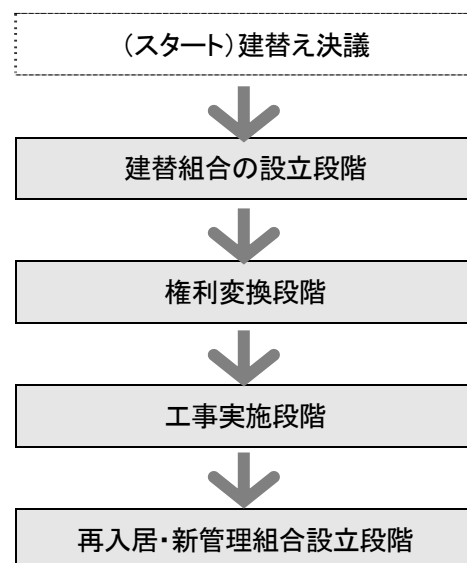 (スタート)建替え決議
建替組合の設立段階
権利変換段階
工事実施段階
再入居・新管理組合設立段階